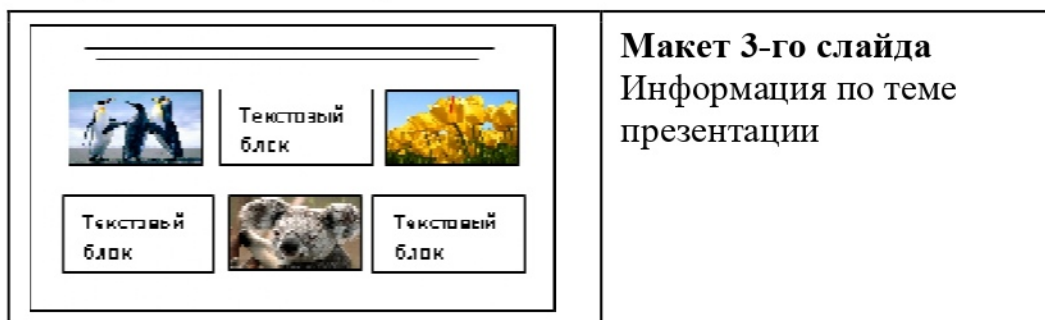 Макет 3-го слайда
Информация по теме
презентации
Текстовый
блок
Текстовый
блок
Текстовый
блок